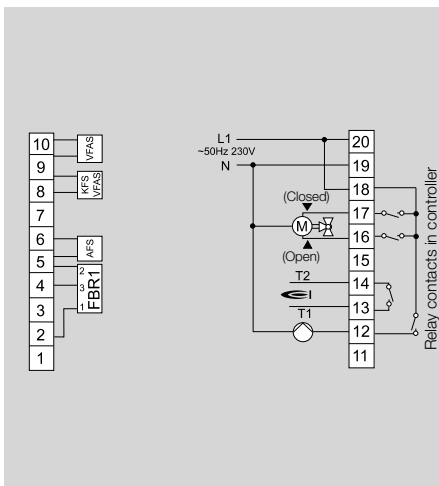 10
9
8
7
6
5
4
3
2
1
VFAS
KFS
VFAS
AFS
2
3
1
FBR1
L1
~50Hz 230V
N
(Closed)
M
(Open)
T2
T1
20
19
18
17
16
15
14
13
12
11
Relay contacts in controller